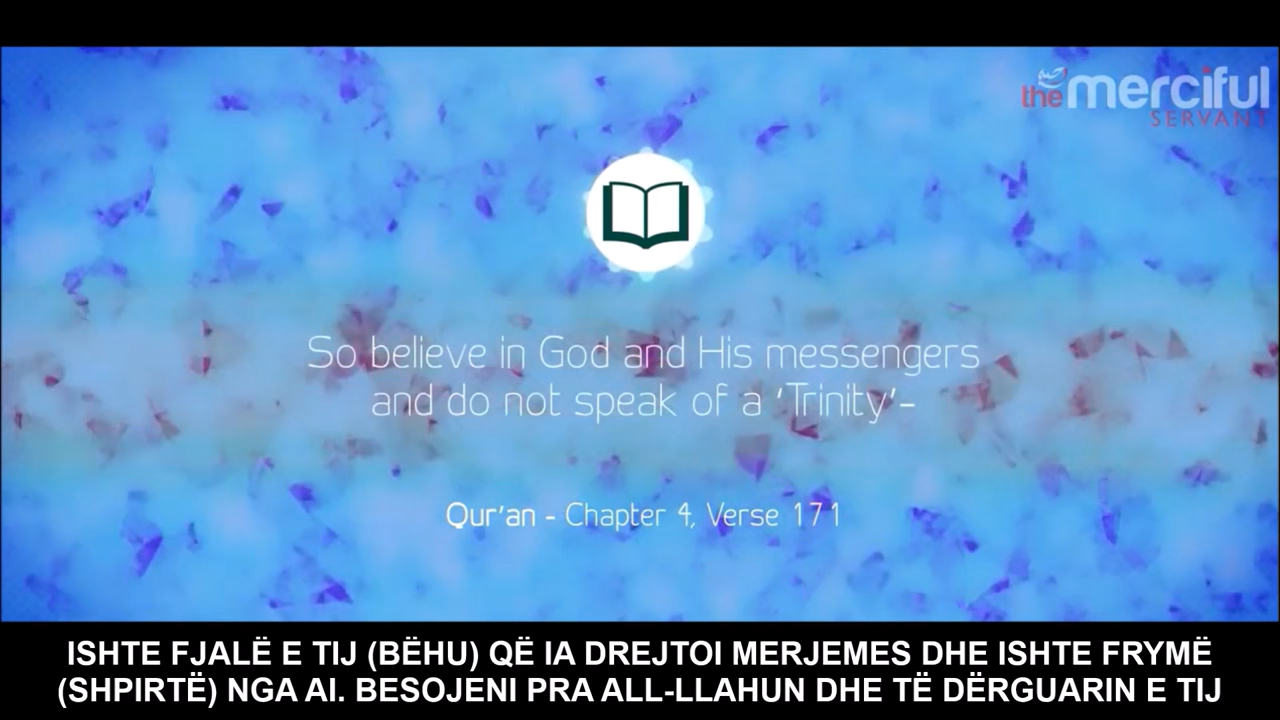 the merciful
SERVANT
So believe in God and His messengers
and do not speak of a 'Trinity'-
Qur'an - Chapter 4, Verse 171
ISHTE FJALË E TIJ (BËHU) QË IA DREJTOI MERJEMES DHE ISHTE FRYMË
(SHPIRTË) NGA AI. BESOJENI PRA ALL-LLAHUN DHE TË DËRGUARIN E TIJ